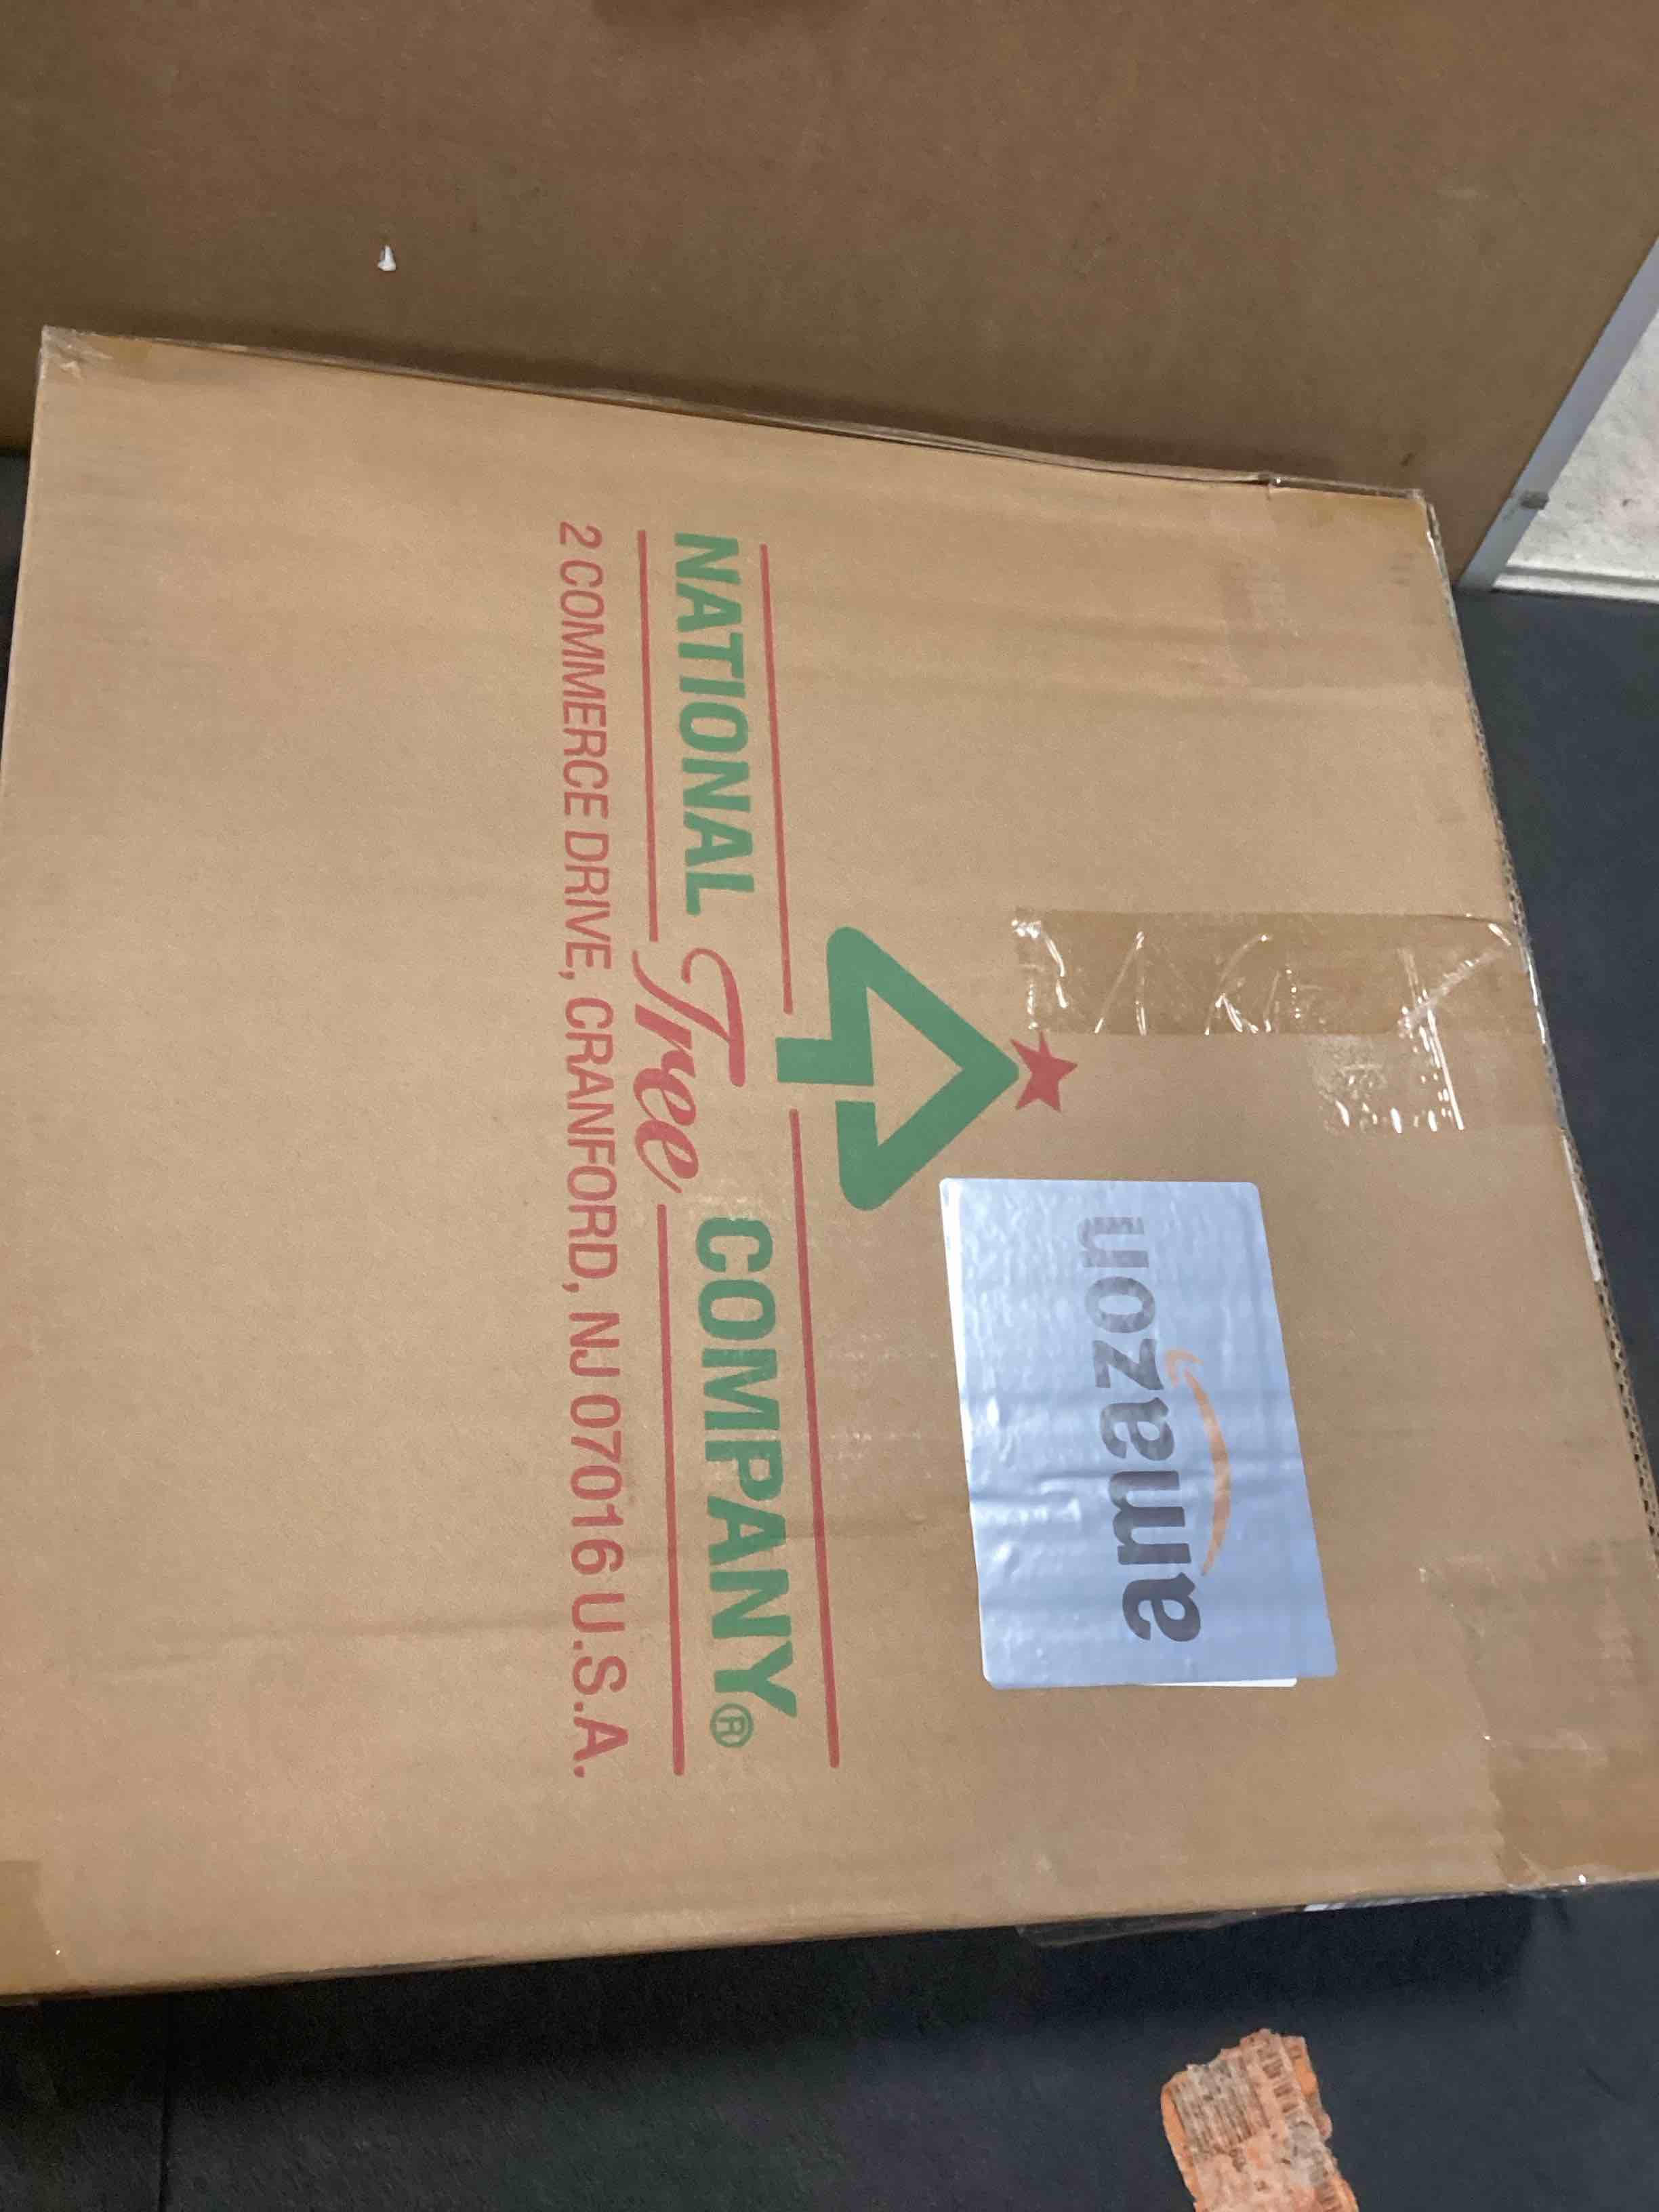 NATIONAL Tree COMPANY®
2 COMMERCE DRIVE, CRANFORD, NJ 07016 U.S.A.
amazon